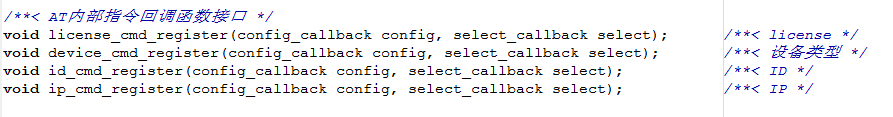 /**< AT内部指令回调函数接口 */
void license_cmd_register(config_callback config, select_callback select); /**< license */
void device_cmd_register(config_callback config, select_callback select); /**< 设备类型 */
void id_cmd_register(config_callback config, select_callback select); /**< ID */
void ip_cmd_register(config_callback config, select_callback select); /**< IP */